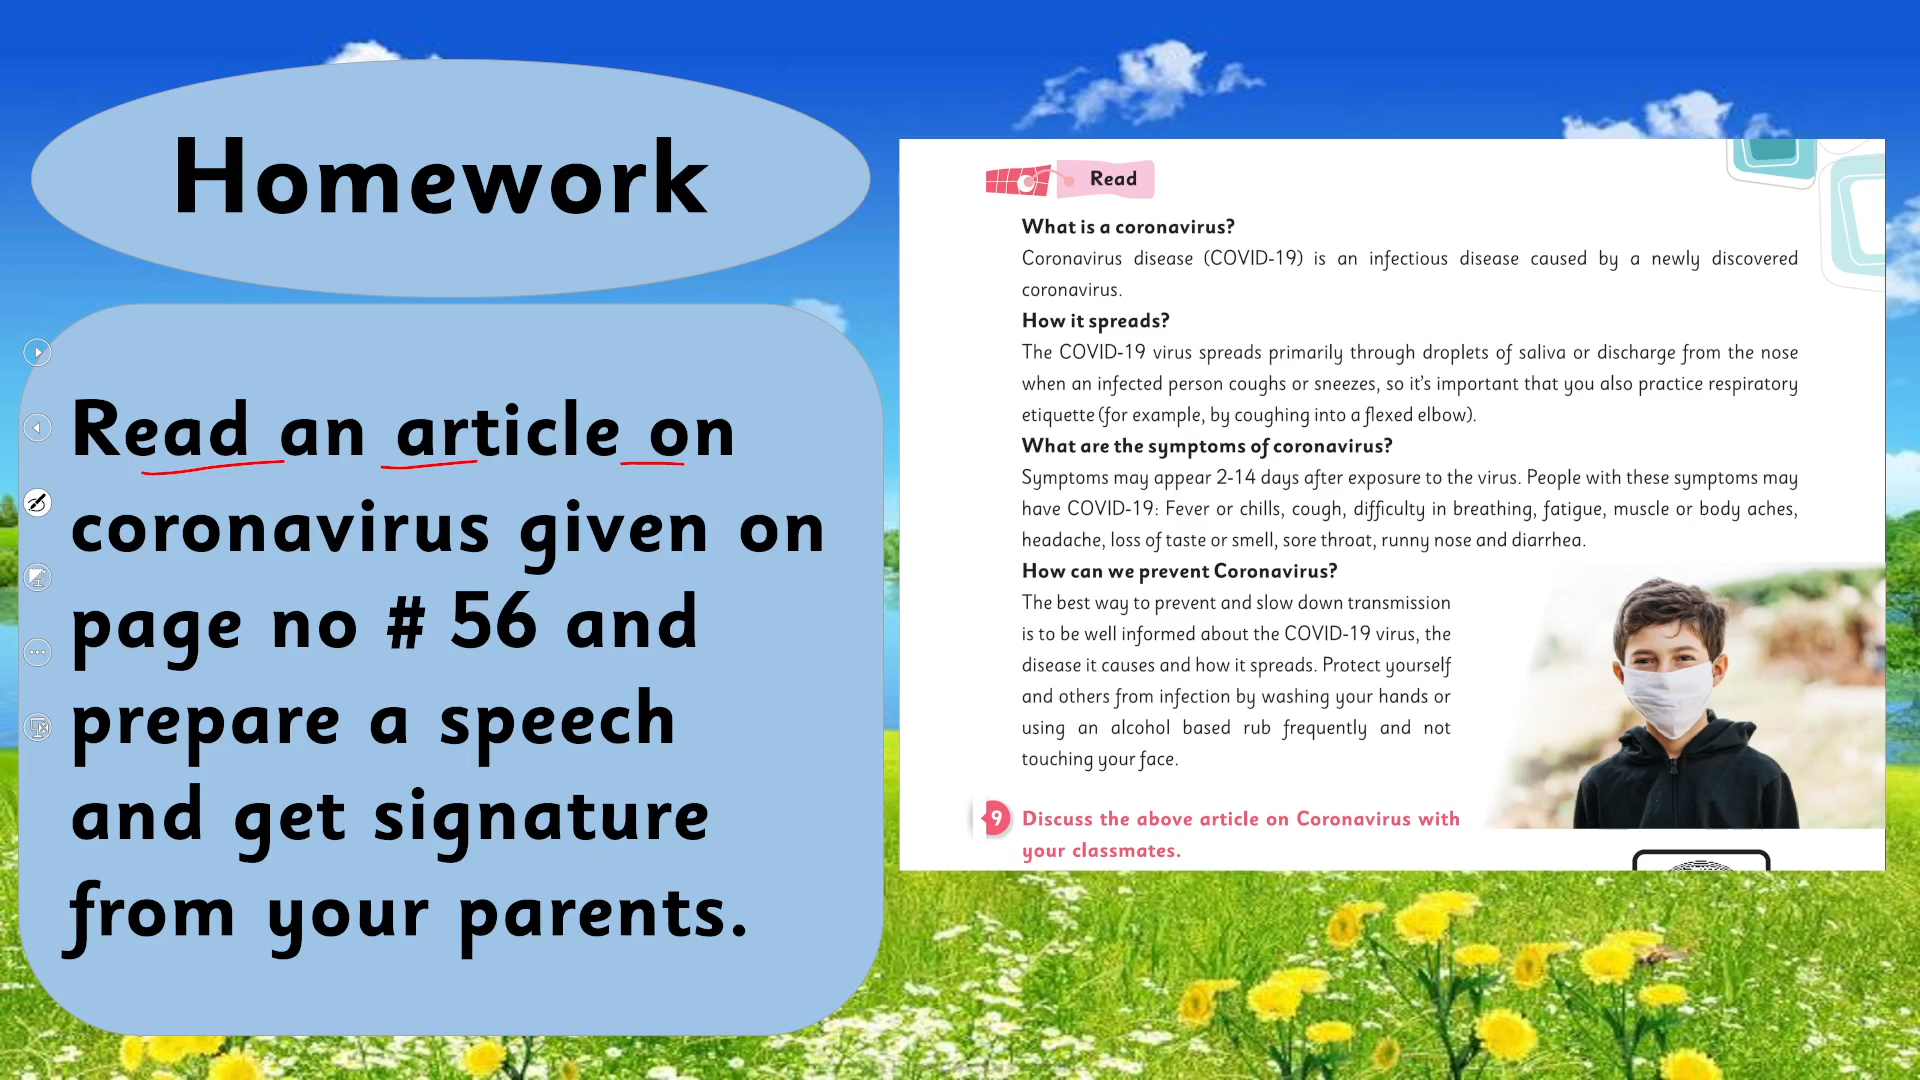 Homework
Read an article on
coronavirus given on
page no # 56 and
prepare a speech
and get signature
from your parents.
Read
What is a coronavirus?
Coronavirus disease (COVID-19) is an infectious disease caused by a newly discovered
coronavirus.
How it spreads?
The COVID-19 virus spreads primarily through droplets of saliva or discharge from the nose
when an infected person coughs or sneezes, so it's important that you also practice respiratory
etiquette (for example, by coughing into a flexed elbow).
What are the symptoms of coronavirus?
Symptoms may appear 2-14 days after exposure to the virus. People with these symptoms may
have COVID-19: Fever or chills, cough, difficulty in breathing, fatigue, muscle or body aches,
headache, loss of taste or smell, sore throat, runny nose and diarrhea.
How can we prevent Coronavirus?
The best way to prevent and slow down transmission
is to be well informed about the COVID-19 virus, the
disease it causes and how it spreads. Protect yourself
and others from infection by washing your hands or
using an alcohol based rub frequently and not
touching your face.
9 Discuss the above article on Coronavirus with
your classmates.